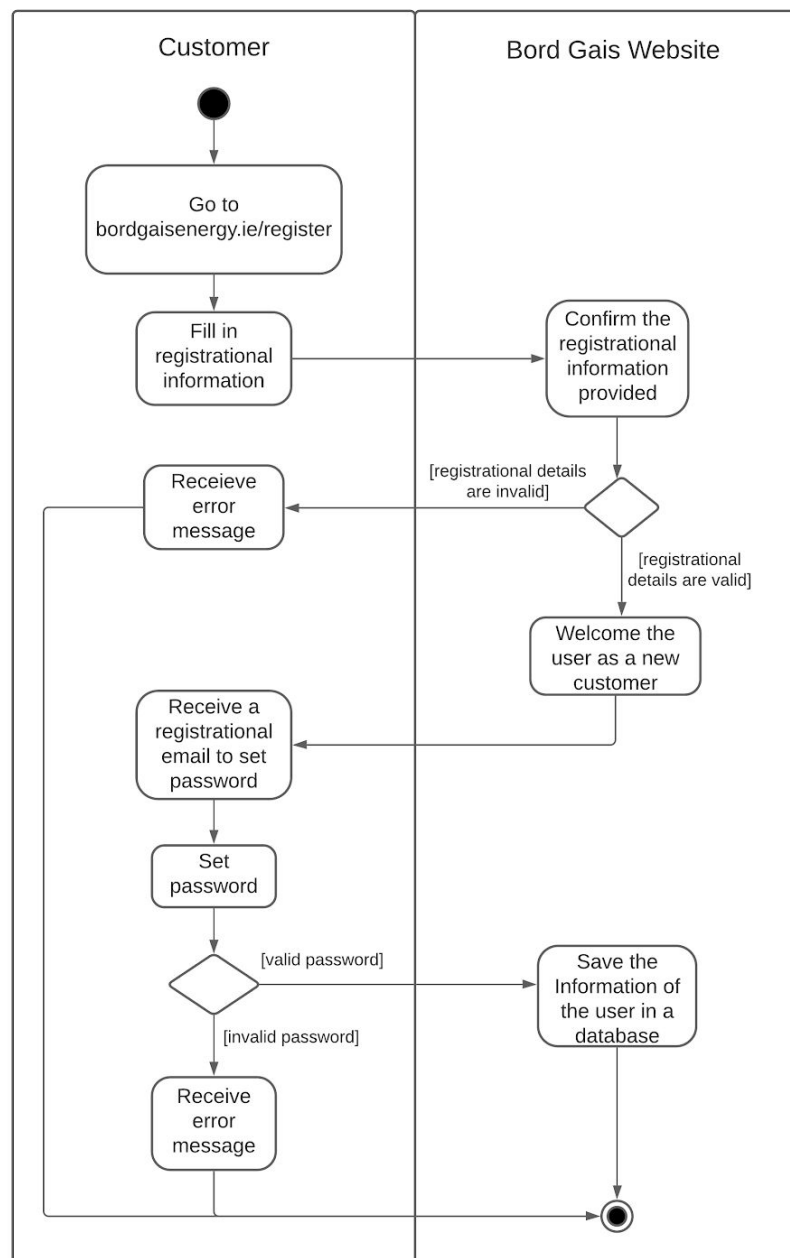 Customer
Bord Gais Website
Go to
bordgaisenergy.ie/register
Fill in
registrational
information
Confirm the
registrational
information
provided
[registrational details
are invalid]
Receieve
error
message
[registrational
details are valid]
Welcome the
user as a new
customer
Receive a
registrational
email to set
password
Set
password
[valid password]
Save the
Information of
the user in a
database
[invalid password]
Receive
error
message